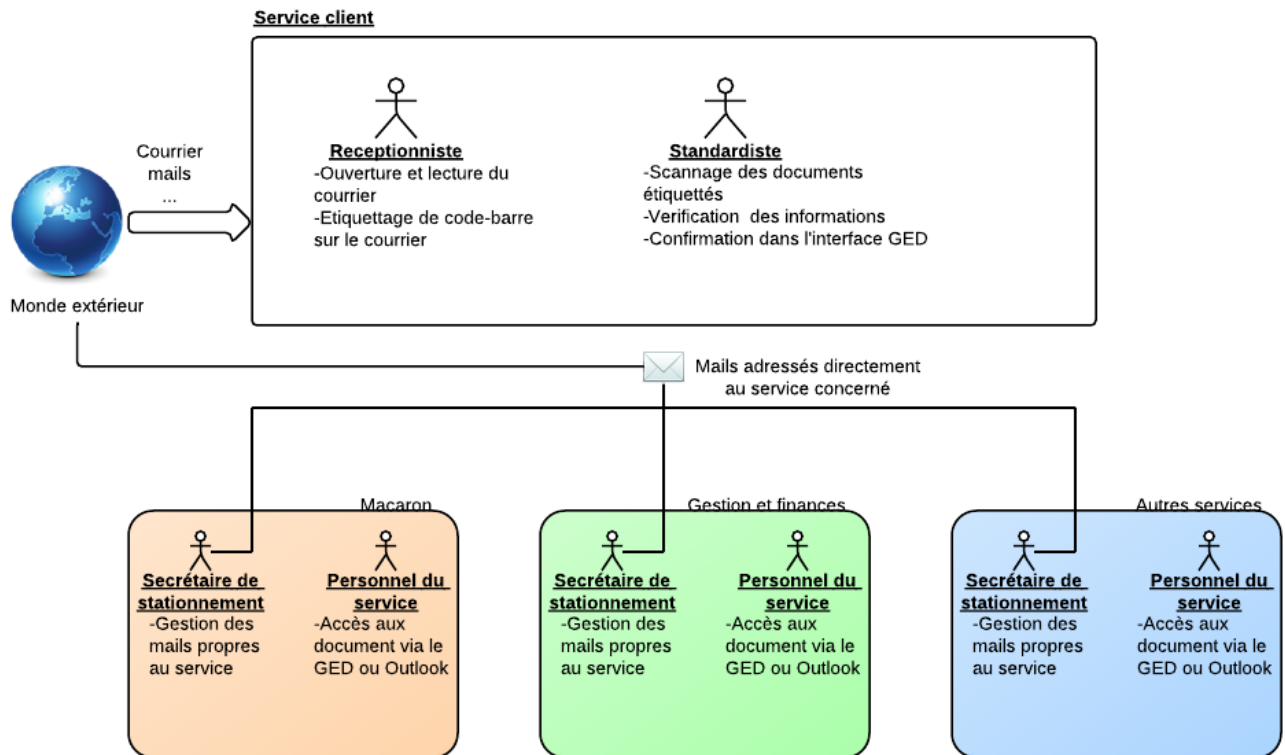 Service client
Courrier
mails
...
Monde extérieur
Receptionniste
-Ouverture et lecture du
courrier
-Etiquettage de code-barre
sur le courrier
Standardiste
-Scannage des documents
étiquettés
-Verification des informations
-Confirmation dans l'interface GED
Mails adressés directement
au service concerné
Macaron
Secrétaire de
stationnement
-Gestion des
mails propres
au service
Personnel du
service
-Accès aux
document via le
GED ou Outlook
Gestion et finances
Secrétaire de
stationnement
-Gestion des
mails propres
au service
Personnel du
service
-Accès aux
document via le
GED ou Outlook
Autres services
Secrétaire de
stationnement
-Gestion des
mails propres
au service
Personnel du
service
-Accès aux
document via le
GED ou Outlook